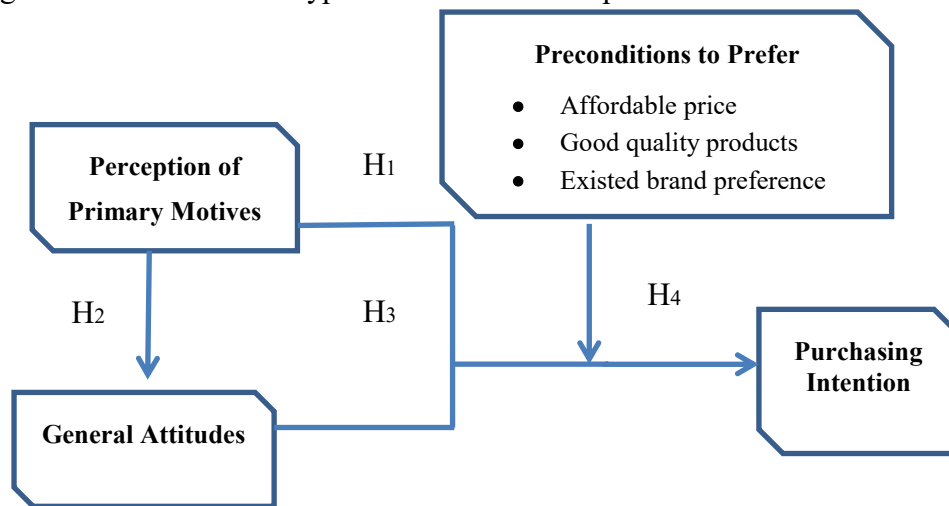 Preconditions to Prefer
● Affordable price
● Good quality products
● Existed brand preference
Perception of
Primary Motives
H1
H2
H3
H4
Purchasing
Intention
General Attitudes